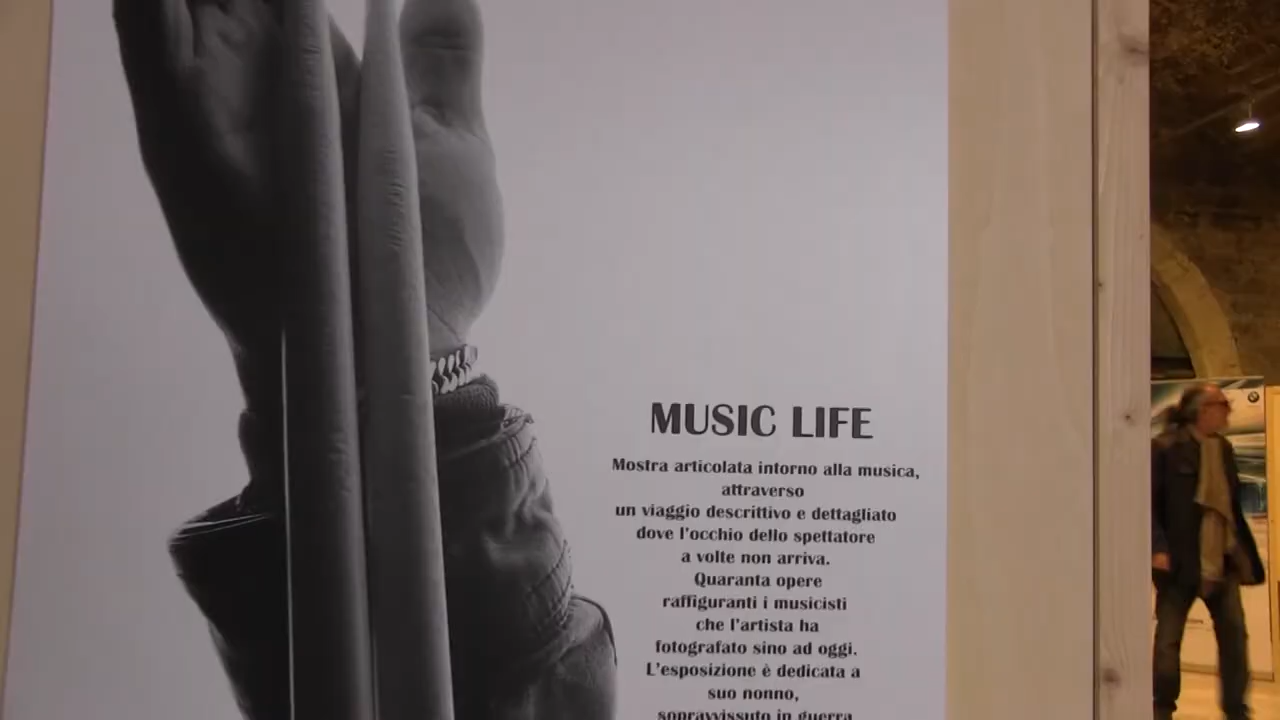 MUSIC LIFE
Mostra articolata intorno alla musica,
attraverso
un viaggio descrittivo e dettagliato
dove l'occhio dello spettatore
a volte non arriva.
Quaranta opere
raffiguranti i musicisti
che l'artista ha
fotografato sino ad oggi.
L'esposizione è dedicata a
suo nonno,
sopravvissuto in guerra